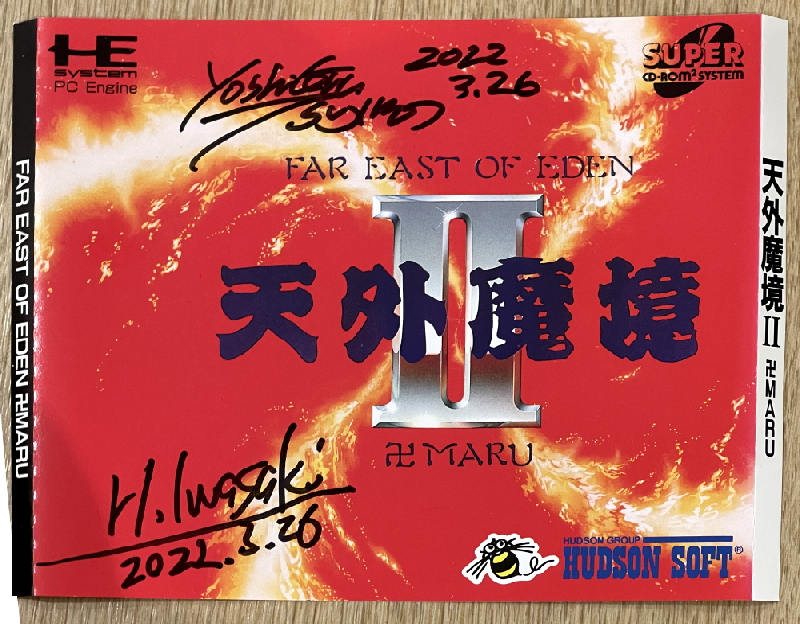 HE
system
PC Engine
2022
3.26
SUPER
CD-ROM² SYSTEM
FAR EAST OF EDEN
II
天外魔境
卍MARU
H. Iwasaki
2022.3.26
HUDSON GROUP
HUDSON SOFT®
FAR EAST OF EDEN 卍MARU
天外魔境II 卍MARU